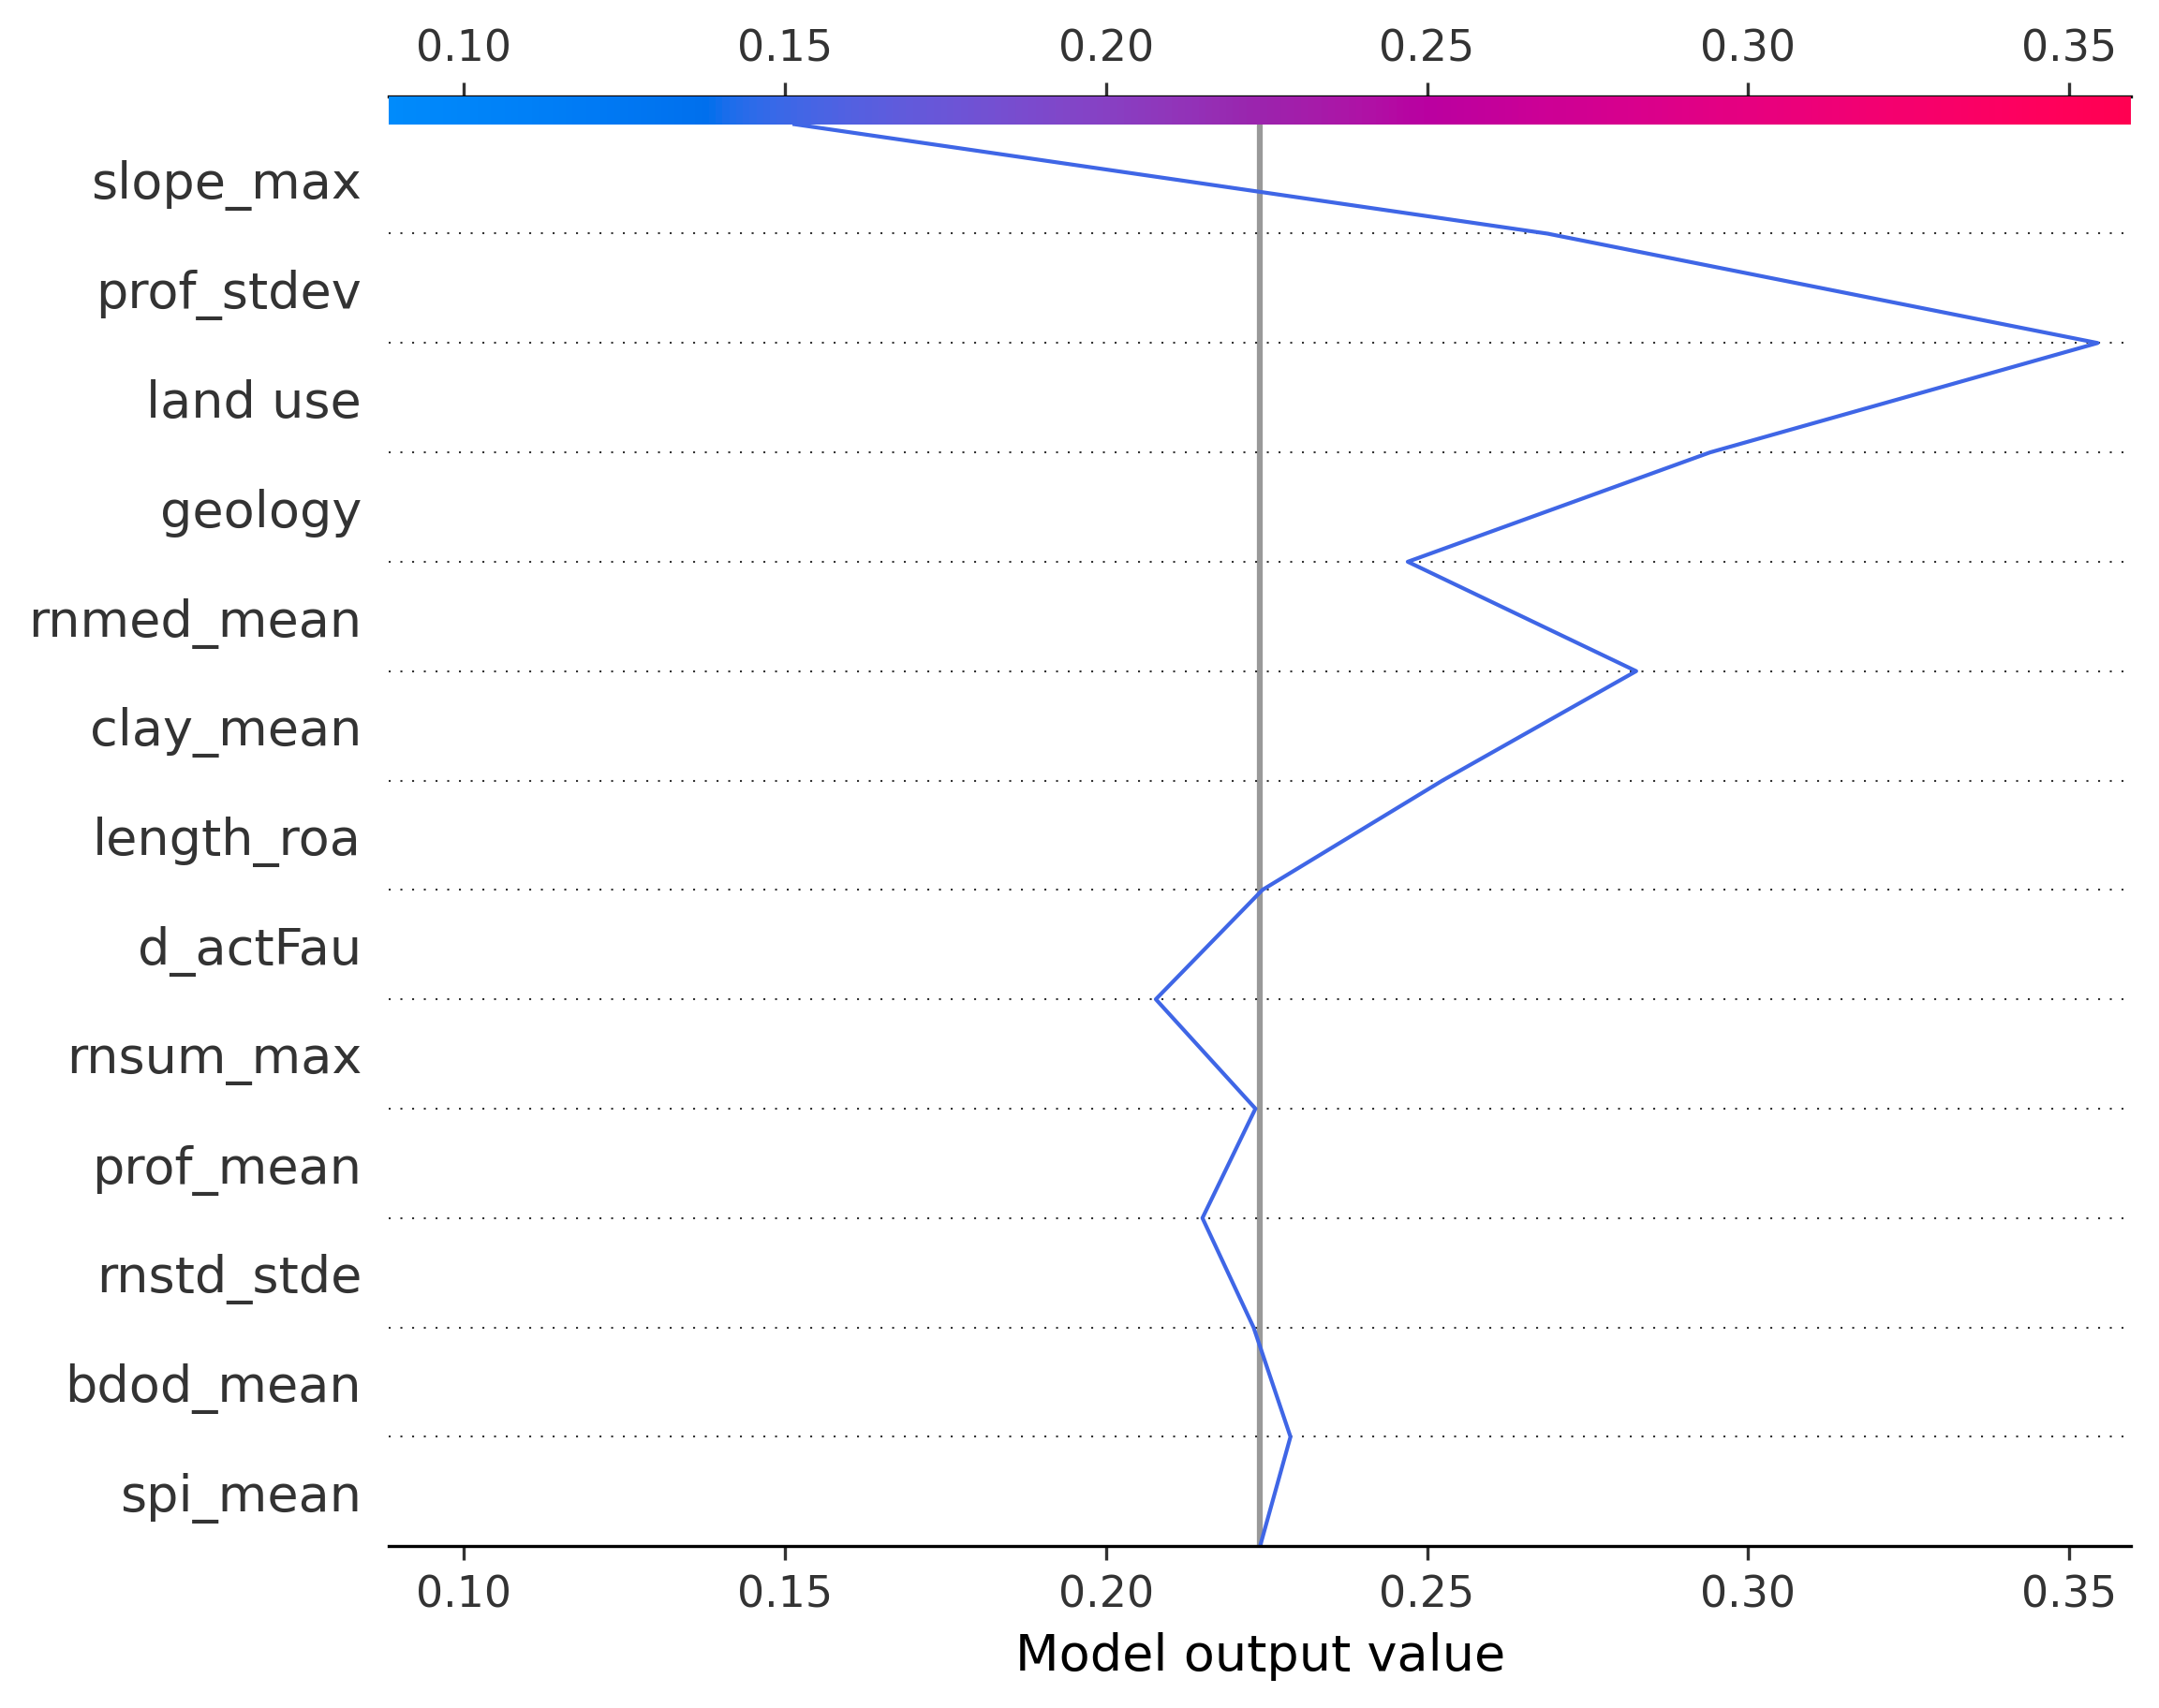 0.10 0.15 0.20 0.25 0.30 0.35
slope_max
prof_stdev
land use
geology
rnmed_mean
clay_mean
length_roa
d_actFau
rnsum_max
prof_mean
rnstd_stde
bdod_mean
spi_mean
0.10 0.15 0.20 0.25 0.30 0.35
Model output value